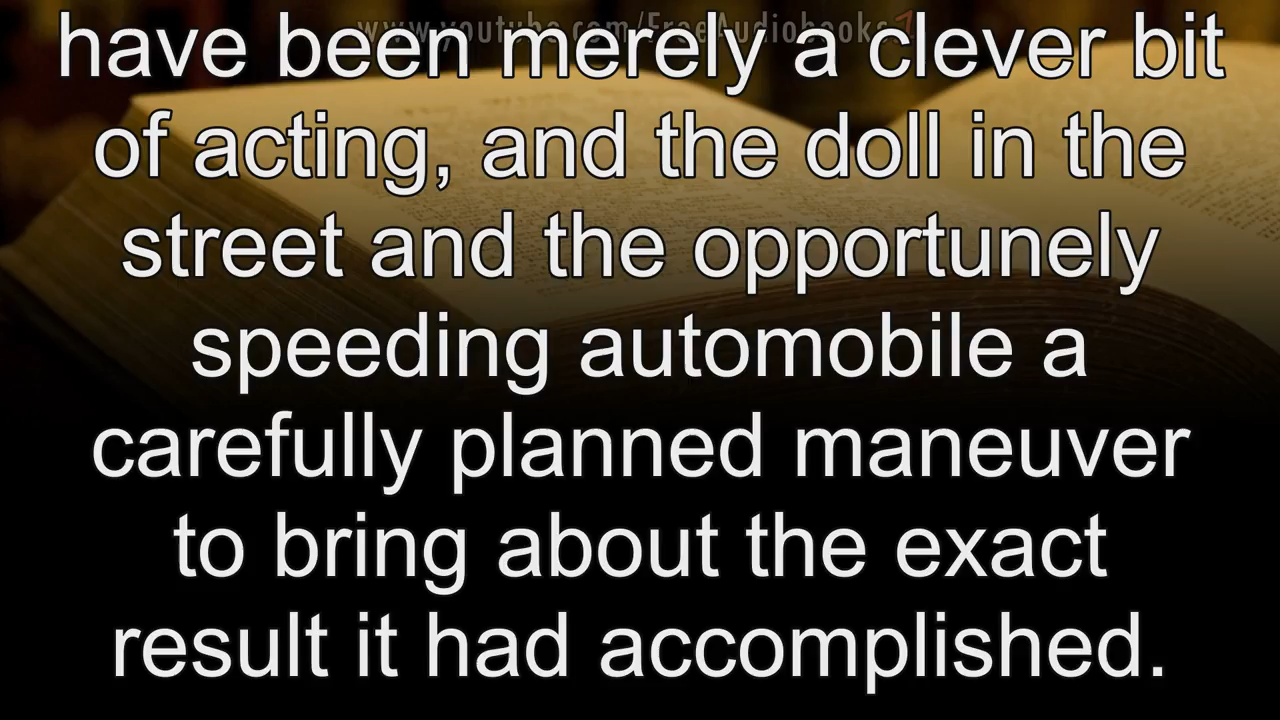 www.youtube.com/FreeAudiobooks
have been merely a clever bit
of acting, and the doll in the
street and the opportunely
speeding automobile a
carefully planned maneuver
to bring about the exact
result it had accomplished.